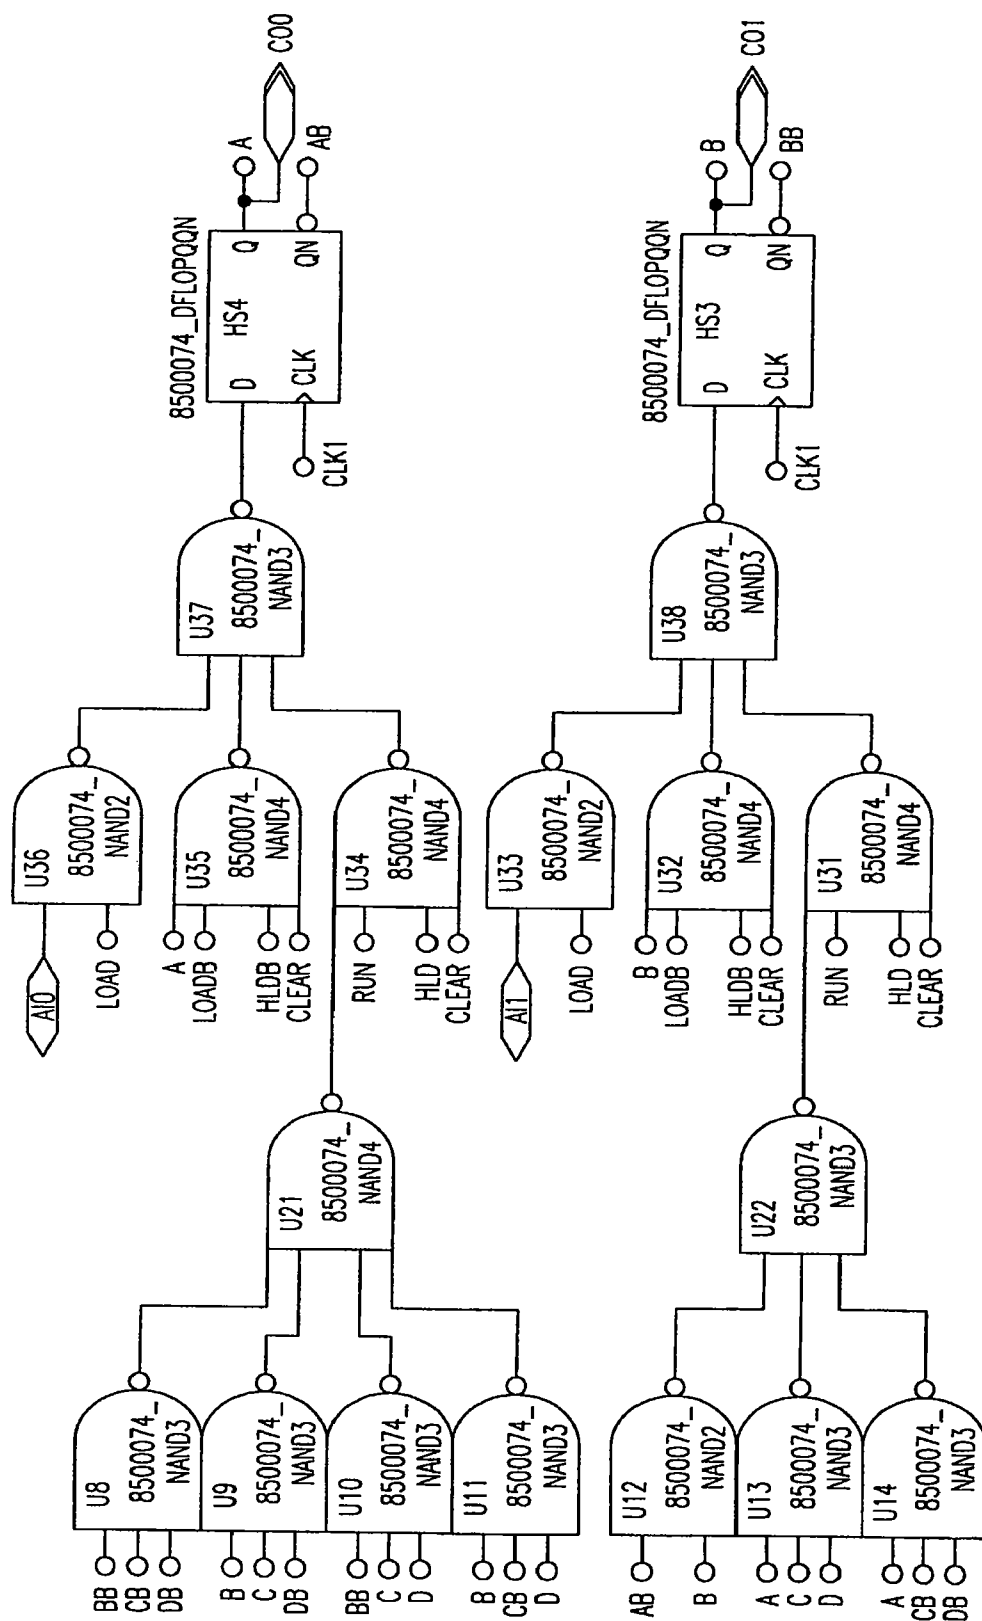 BB
CB
DB
U8
8500074_
NAND3
B
C
DB
U9
8500074_
NAND3
BB
C
D
U10
8500074_
NAND3
B
CB
D
U11
8500074_
NAND3
U21
8500074_
NAND4
AI0
LOAD
U36
8500074_
NAND2
A
LOADB
HLDB
CLEAR
U35
8500074_
NAND4
RUN
HLD
CLEAR
U34
8500074_
NAND4
U37
8500074_
NAND3
8500074_DFLOPQQN
D
HS4
Q
CLK
QN
CLK1
A
AB
CO0
AB
B
U12
8500074_
NAND2
A
C
D
U13
8500074_
NAND3
A
CB
DB
U14
8500074_
NAND3
U22
8500074_
NAND3
AI1
LOAD
U33
8500074_
NAND2
B
LOADB
HLDB
CLEAR
U32
8500074_
NAND4
RUN
HLD
CLEAR
U31
8500074_
NAND4
U38
8500074_
NAND3
8500074_DFLOPQQN
D
HS3
Q
CLK
QN
CLK1
B
BB
CO1